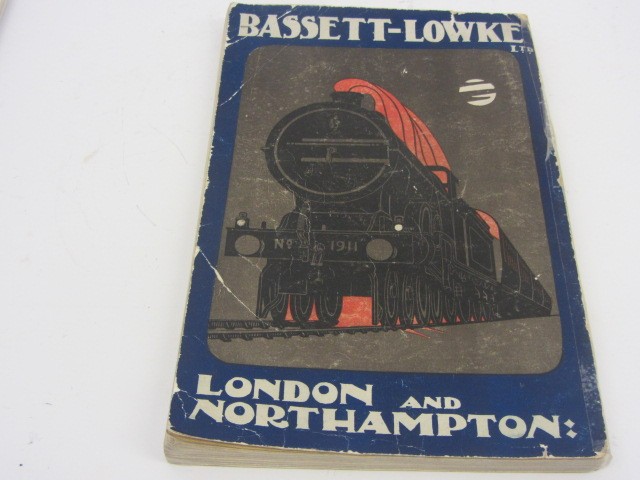 BASSETT-LOWKE
LTD
No 1911
LONDON AND
NORTHAMPTON: